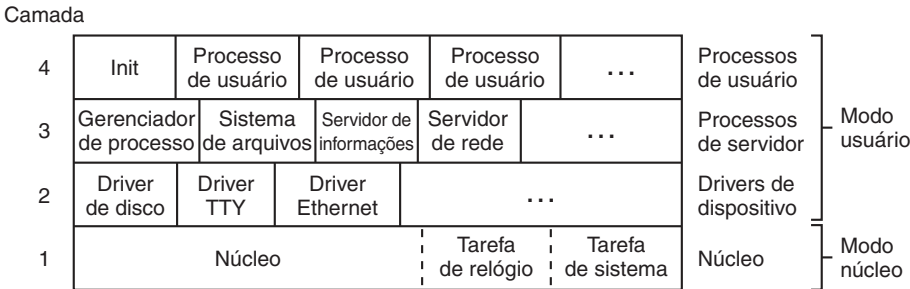 Camada
4
Init
Processo
de usuário
Processo
de usuário
Processo
de usuário
...
Processos
de usuário
3
Gerenciador
de processo
Sistema
de arquivos
Servidor de
informações
Servidor
de rede
...
Processos
de servidor
Modo
usuário
2
Driver
de disco
Driver
TTY
Driver
Ethernet
...
Drivers de
dispositivo
1
Núcleo
Tarefa
de relógio
Tarefa
de sistema
Núcleo
Modo
núcleo